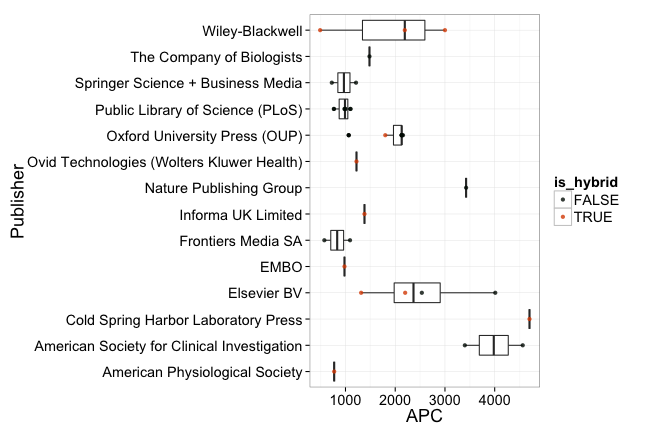 Wiley-Blackwell
The Company of Biologists
Springer Science + Business Media
Public Library of Science (PLoS)
Oxford University Press (OUP)
Ovid Technologies (Wolters Kluwer Health)
Nature Publishing Group
Informa UK Limited
Frontiers Media SA
EMBO
Elsevier BV
Cold Spring Harbor Laboratory Press
American Society for Clinical Investigation
American Physiological Society
Publisher
1000 2000 3000 4000
APC
is_hybrid
FALSE
TRUE